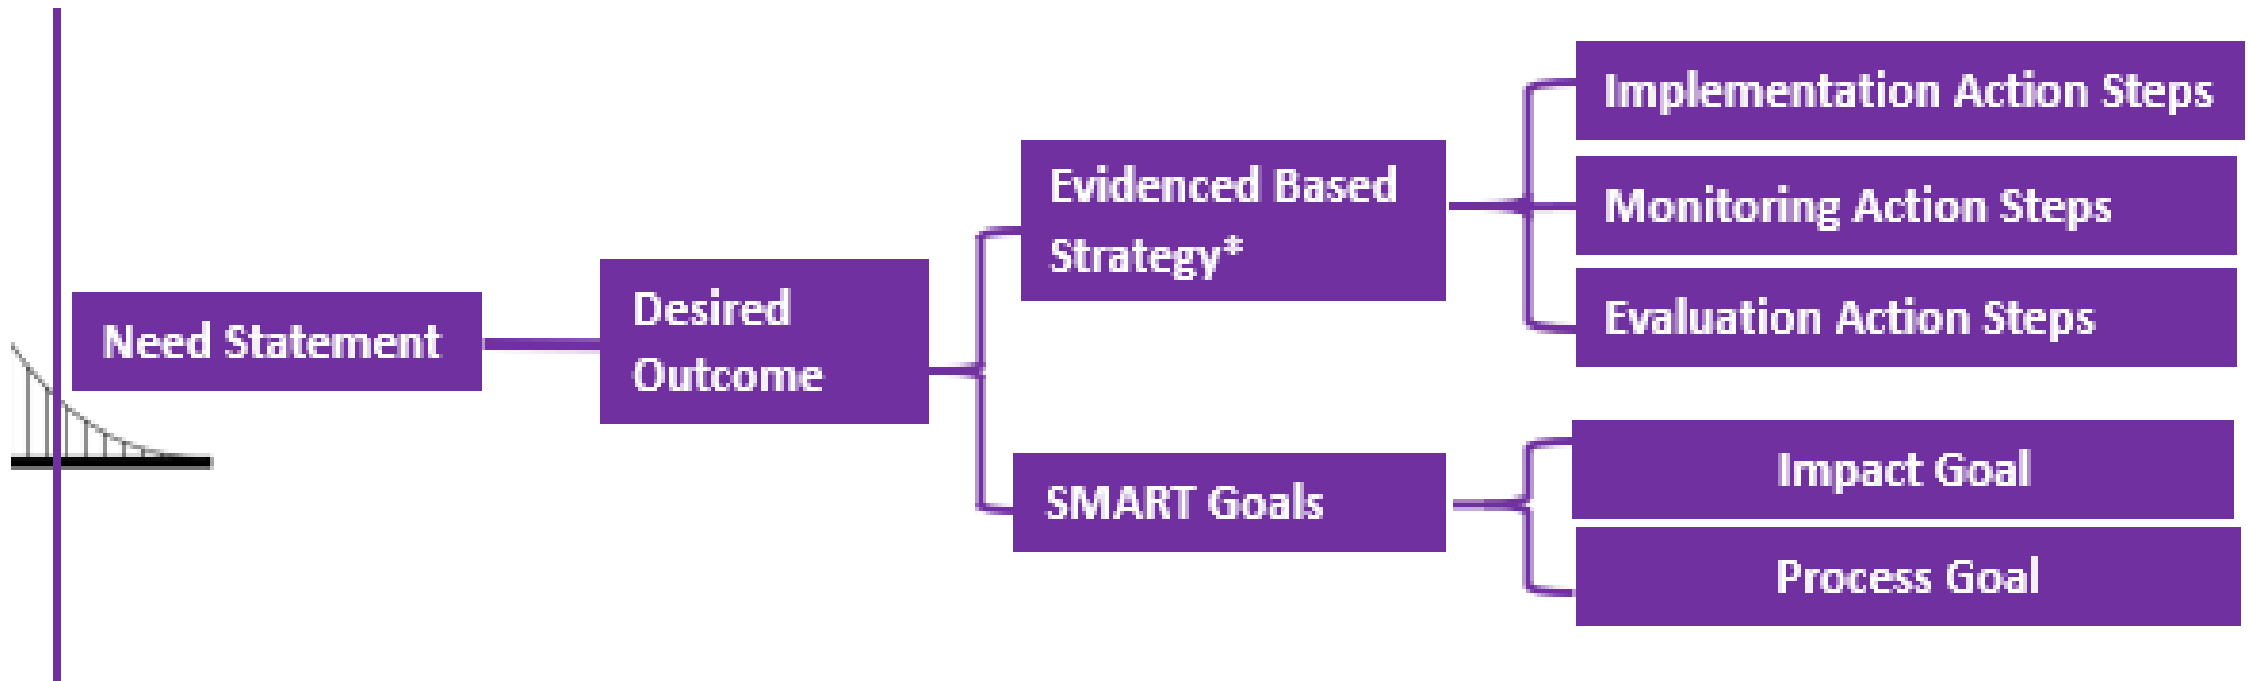 Need Statement
Desired
Outcome
Evidenced Based
Strategy*
Implementation Action Steps
Monitoring Action Steps
Evaluation Action Steps
SMART Goals
Impact Goal
Process Goal